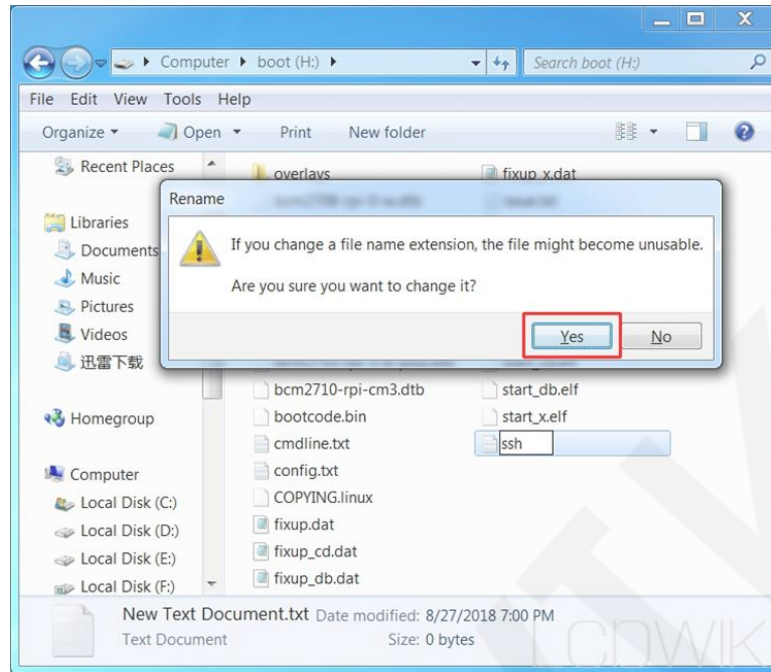 Computer ▸ boot (H:) ▸
Search boot (H:)
File Edit View Tools Help
Organize Open Print New folder
Recent Places
Libraries
Documents
Music
Pictures
Videos
迅雷下载
Homegroup
Computer
Local Disk (C:)
Local Disk (D:)
Local Disk (E:)
Local Disk (F:)
overlays
bcm2710-rpi-cm3.dtb
bootcode.bin
cmdline.txt
config.txt
COPYING.linux
fixup.dat
fixup_cd.dat
fixup_db.dat
fixup_x.dat
start_db.elf
start_x.elf
ssh
Rename
If you change a file name extension, the file might become unusable.
Are you sure you want to change it?
Yes
No
New Text Document.txt Date modified: 8/27/2018 7:00 PM
Text Document Size: 0 bytes